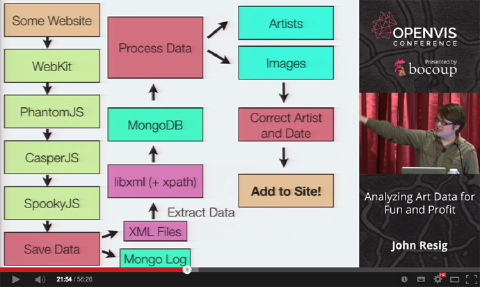 Some Website
WebKit
PhantomJS
CasperJS
SpookyJS
Save Data
XML Files
Mongo Log
Extract Data
libxml (+ xpath)
MongoDB
Process Data
Artists
Images
Correct Artist
and Date
Add to Site!
OPENVIS
CONFERENCE
Presented by
bocoup
Analyzing Art Data for
Fun and Profit
John Resig
21:54 / 56:26